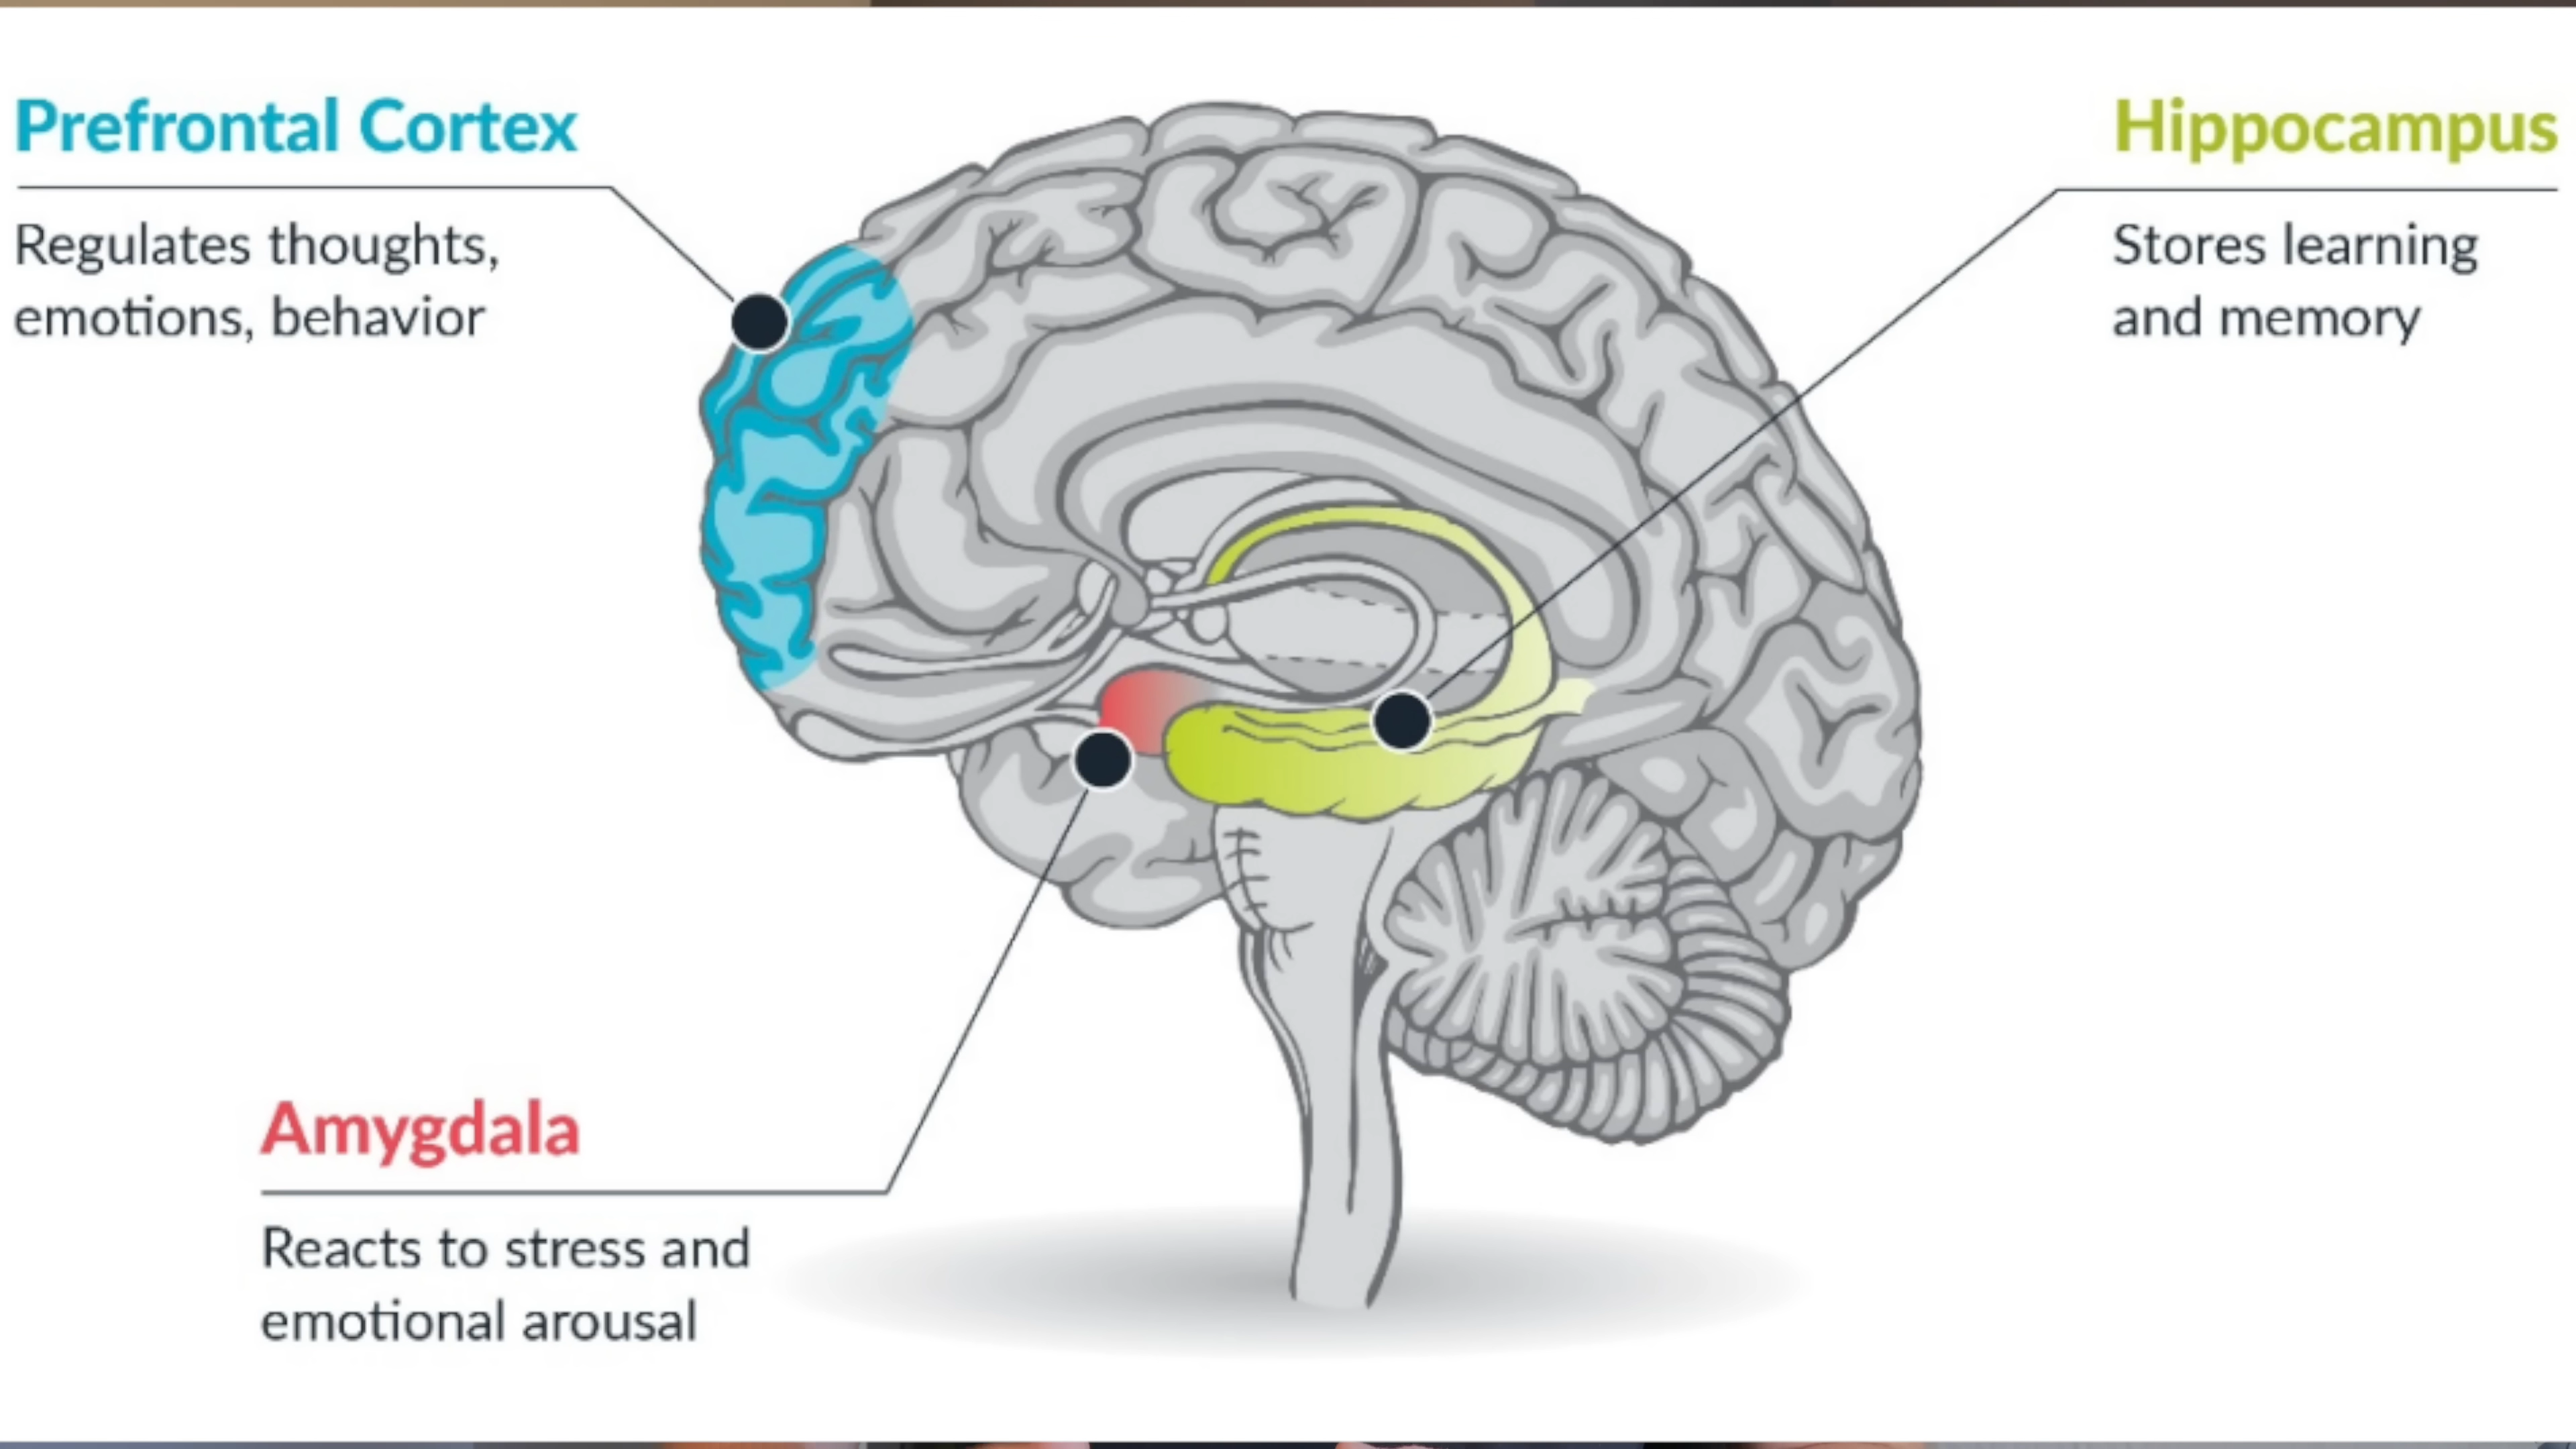 Prefrontal Cortex
Regulates thoughts,
emotions, behavior
Hippocampus
Stores learning
and memory
Amygdala
Reacts to stress and
emotional arousal